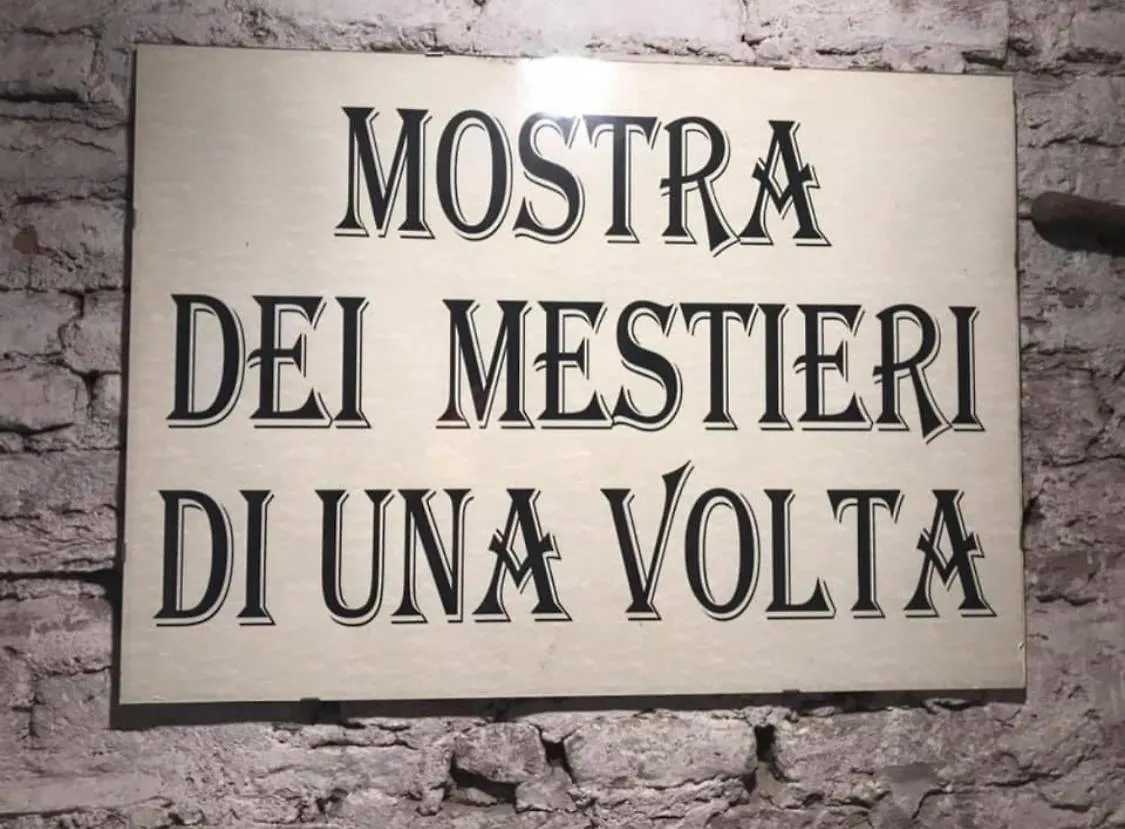 MOSTRA
DEI MESTIERI
DI UNA VOLTA